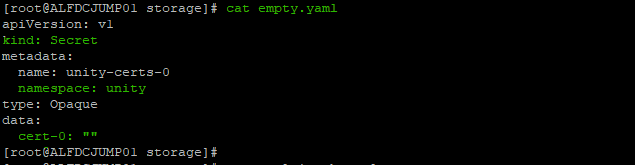 [root@ALFDCJUMP01 storage]# cat empty.yaml
apiVersion: v1
kind: Secret
metadata:
  name: unity-certs-0
  namespace: unity
type: Opaque
data:
  cert-0: ""
[root@ALFDCJUMP01 storage]#